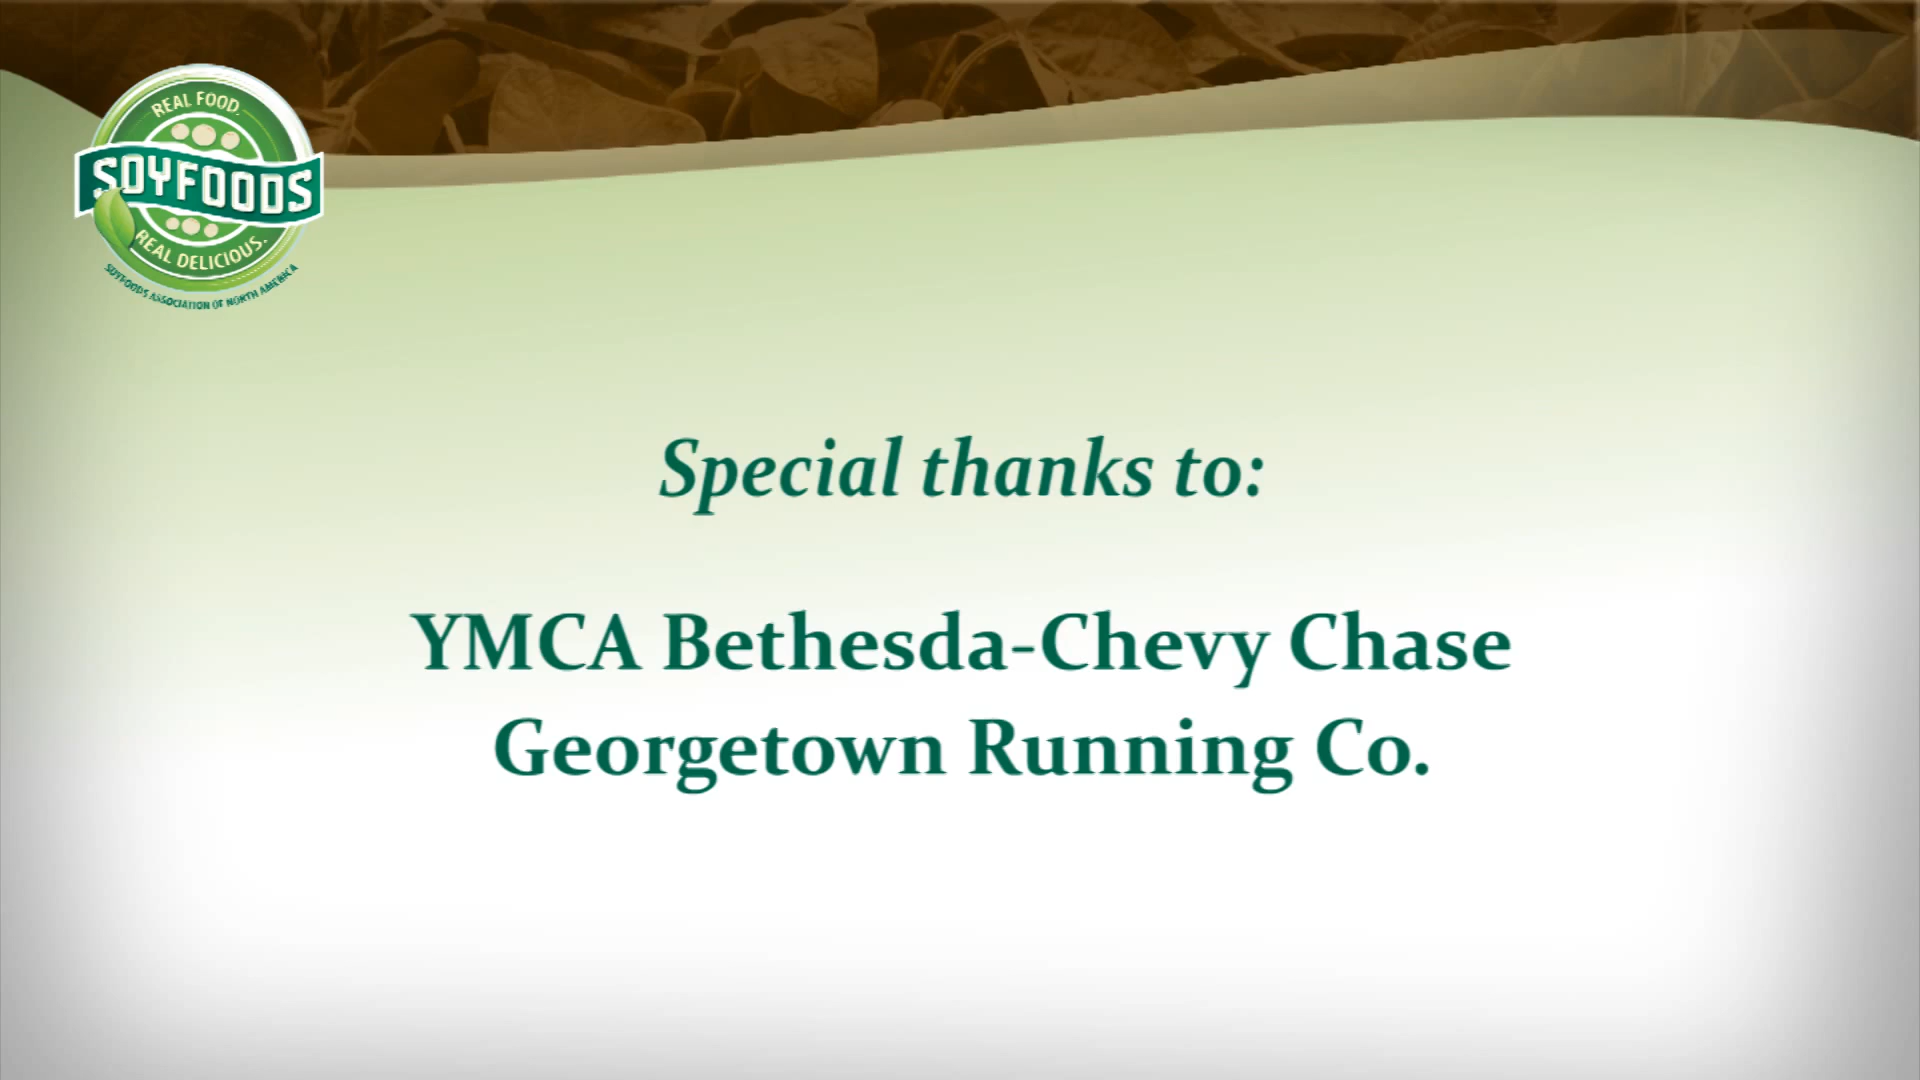 REAL FOOD.
SOYFOODS
REAL DELICIOUS.
SOYFOODS ASSOCIATION OF NORTH AMERICA
Special thanks to:
YMCA Bethesda-Chevy Chase
Georgetown Running Co.